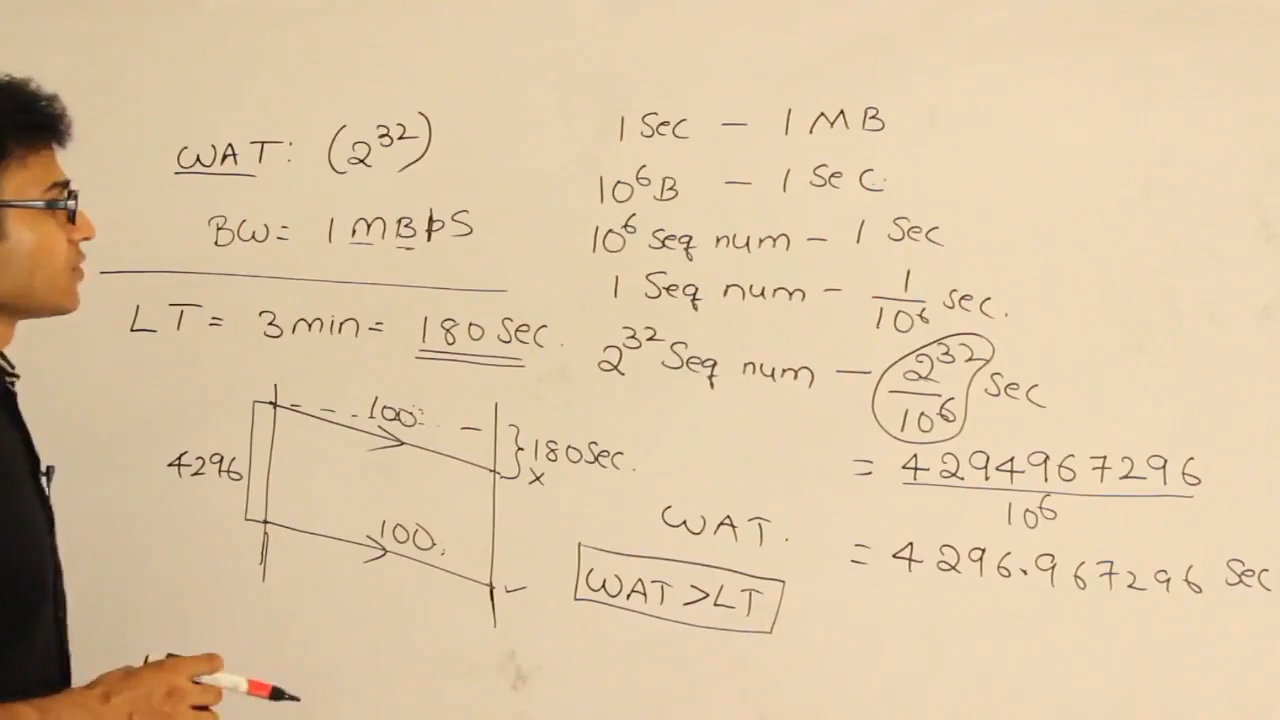 WAT: (2^32)
BW = 1 MBpS
LT = 3 min = 180 sec.
1 Sec - 1 MB
10^6 B - 1 Sec.
10^6 Seq num - 1 Sec
1 Seq num - 1/10^6 sec.
2^32 Seq num - 2^32/10^6 sec
= 4294967296/10^6
= 4296.967296 Sec
100
4296
180 Sec.
x
100
WAT.
WAT > LT